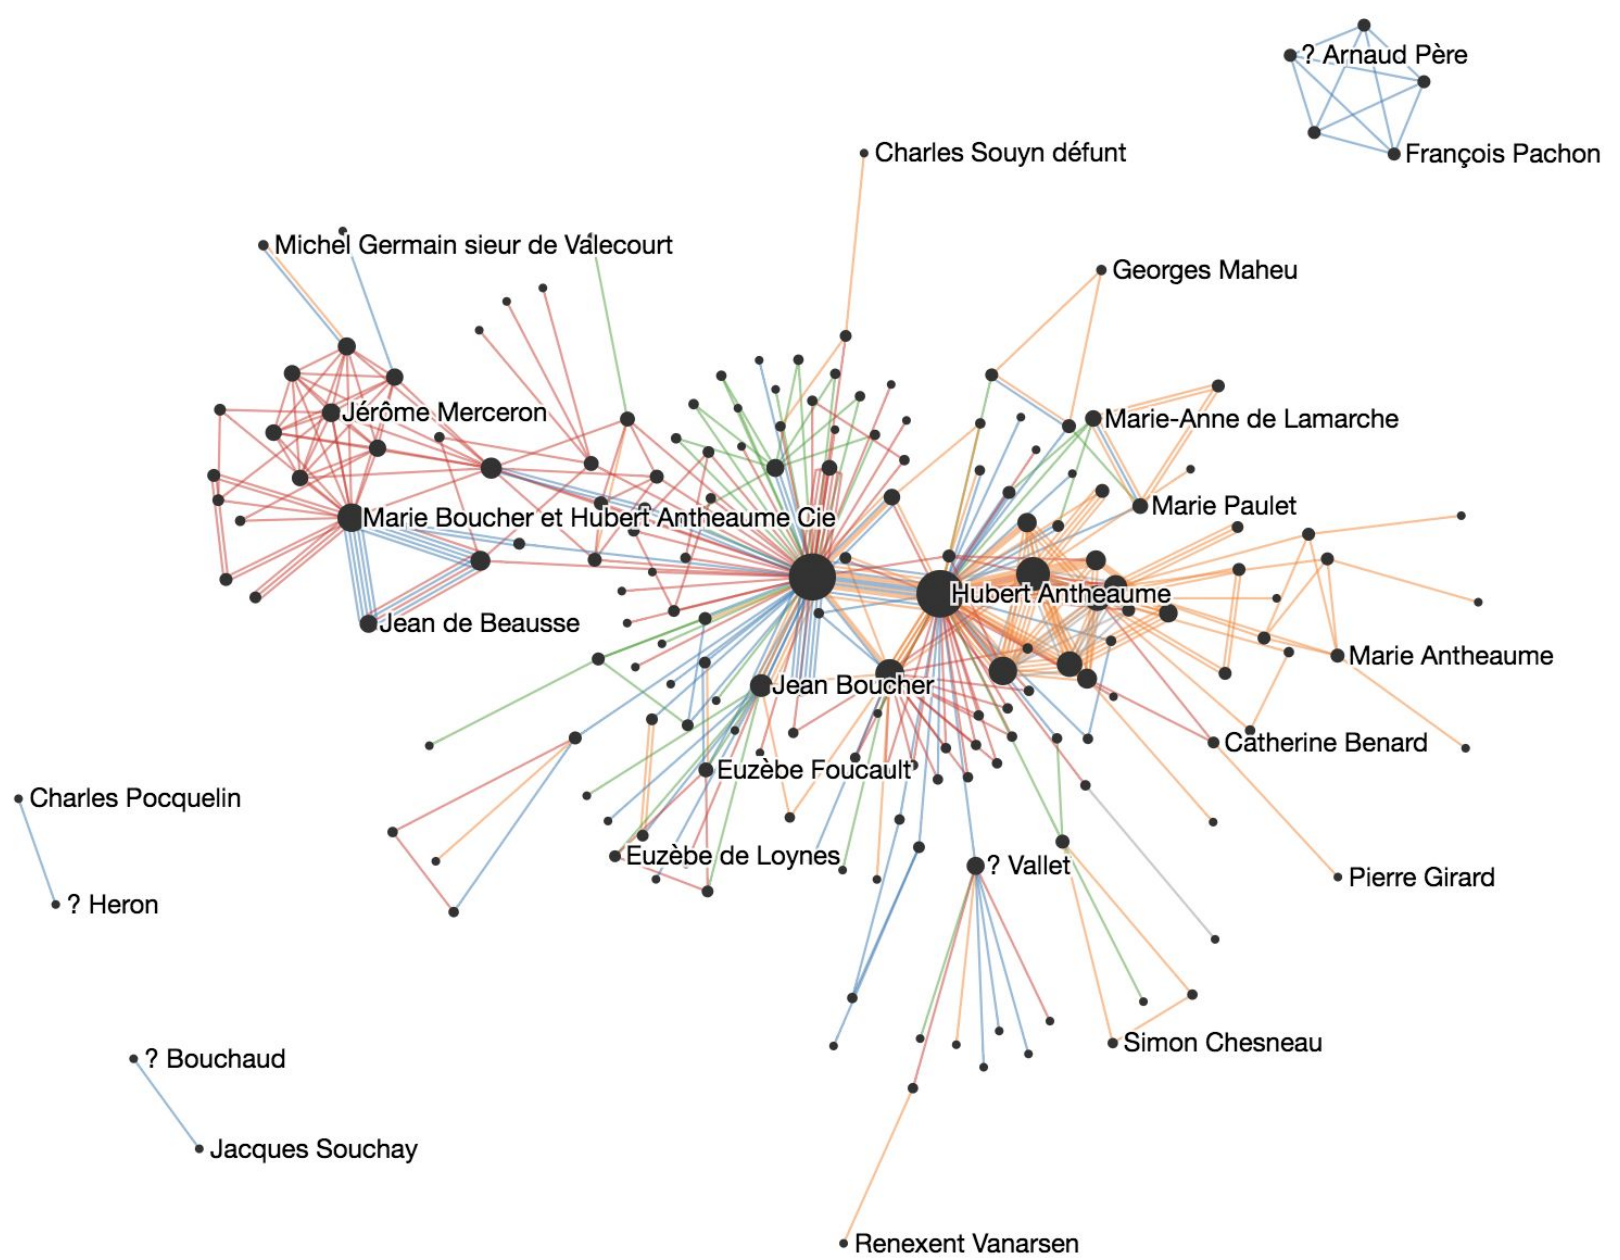 ? Arnaud Père
François Pachon
Charles Souyn défunt
Michel Germain sieur de Valecourt
Georges Maheu
Jérôme Merceron
Marie-Anne de Lamarche
Marie Paulet
Marie Boucher et Hubert Antheaume Cie
Hubert Antheaume
Jean de Beausse
Marie Antheaume
Jean Boucher
Catherine Benard
Euzèbe Foucault
Charles Pocquelin
Euzèbe de Loynes
? Vallet
Pierre Girard
? Heron
Simon Chesneau
? Bouchaud
Jacques Souchay
Renexent Vanarsen